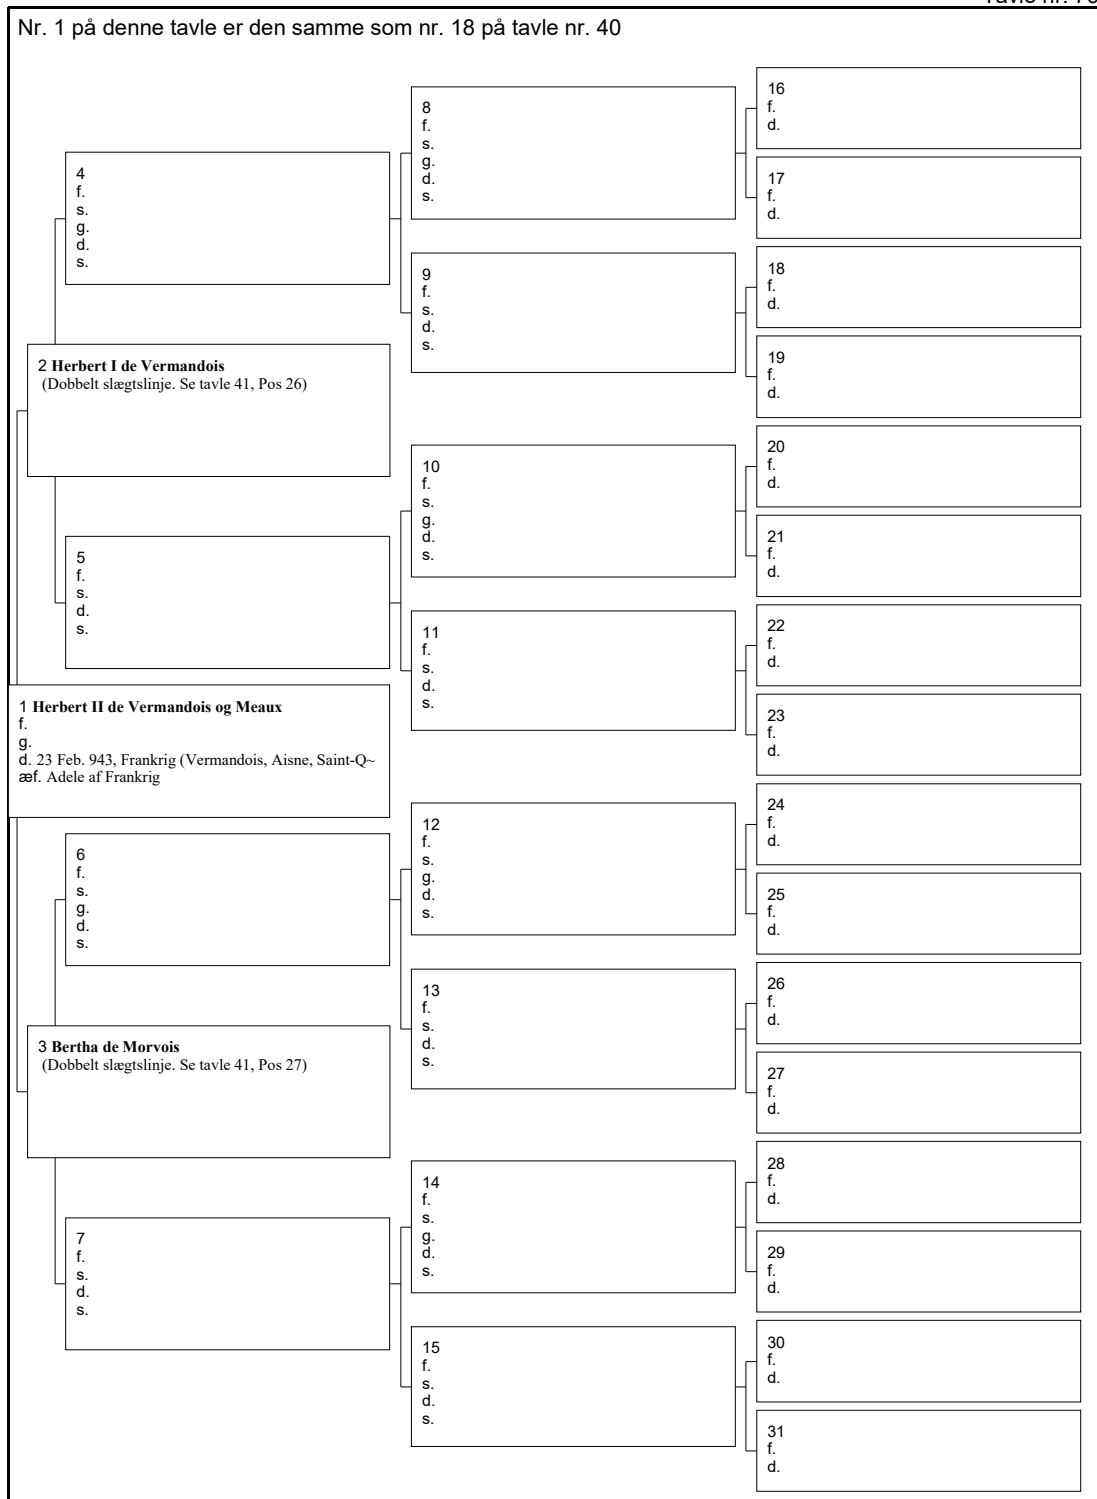 Nr. 1 på denne tavle er den samme som nr. 18 på tavle nr. 40
16
f.
d.
8
f.
s.
g.
d.
s.
17
f.
d.
4
f.
s.
g.
d.
s.
18
f.
d.
9
f.
s.
d.
s.
19
f.
d.
2 Herbert I de Vermandois
(Dobbelt slægtslinje. Se tavle 41, Pos 26)
20
f.
d.
10
f.
s.
g.
d.
s.
21
f.
d.
5
f.
s.
d.
s.
22
f.
d.
11
f.
s.
d.
s.
23
f.
d.
1 Herbert II de Vermandois og Meaux
f.
g.
d. 23 Feb. 943, Frankrig (Vermandois, Aisne, Saint-Q~
æf. Adele af Frankrig
24
f.
d.
12
f.
s.
g.
d.
s.
25
f.
d.
6
f.
s.
g.
d.
s.
26
f.
d.
13
f.
s.
d.
s.
27
f.
d.
3 Bertha de Morvois
(Dobbelt slægtslinje. Se tavle 41, Pos 27)
28
f.
d.
14
f.
s.
g.
d.
s.
29
f.
d.
7
f.
s.
d.
s.
30
f.
d.
15
f.
s.
d.
s.
31
f.
d.